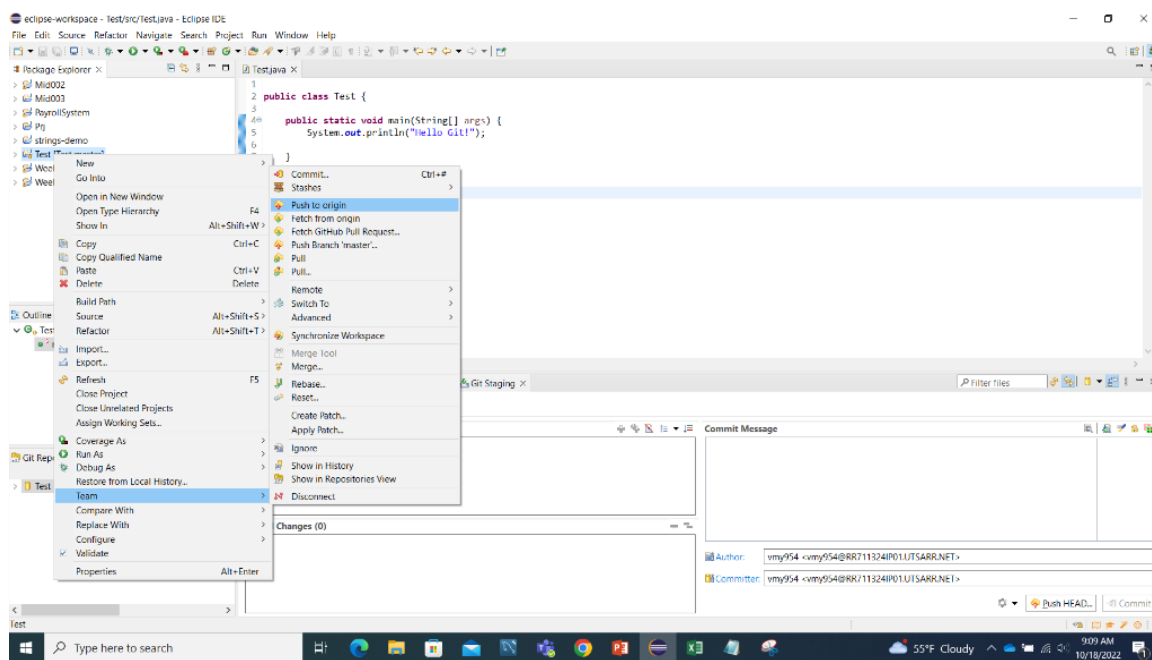 eclipse-workspace - Test/src/Test.java - Eclipse IDE
File Edit Source Refactor Navigate Search Project Run Window Help
Package Explorer
Test.java
Mid002
Mid003
PayrollSystem
Prj
strings-demo
Test [Test master]
Weel
Weel
1
2 public class Test {
3
4 public static void main(String[] args) {
5 System.out.println("Hello Git!");
6
}
New
Go Into
Open in New Window
Open Type Hierarchy F4
Show In Alt+Shift+W
Copy Ctrl+C
Copy Qualified Name
Paste Ctrl+V
Delete Delete
Build Path
Source Alt+Shift+S
Refactor Alt+Shift+T
Import...
Export...
Refresh F5
Close Project
Close Unrelated Projects
Assign Working Sets...
Coverage As
Run As
Debug As
Restore from Local History...
Team
Compare With
Replace With
Configure
Validate
Properties Alt+Enter
Commit... Ctrl+#
Stashes
Push to origin
Fetch from origin
Fetch GitHub Pull Request...
Push Branch 'master'...
Pull
Pull...
Remote
Switch To
Advanced
Synchronize Workspace
Merge Tool
Merge...
Rebase...
Reset...
Create Patch...
Apply Patch...
Ignore
Show in History
Show in Repositories View
Disconnect
Outline
Tes
Git Rep
Test
Git Staging
Filter files
Commit Message
Changes (0)
Author: vmy954 <vmy954@RR711324IP01.UTSARR.NET>
Committer: vmy954 <vmy954@RR711324IP01.UTSARR.NET>
Push HEAD...
Commit
Test
Type here to search
55°F Cloudy
9:09 AM
10/18/2022